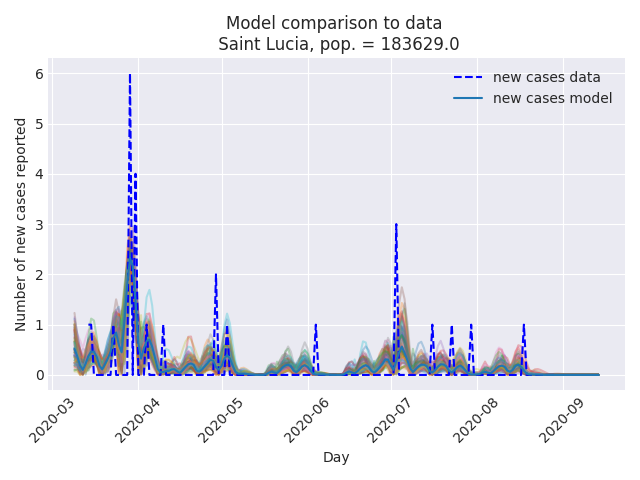 Model comparison to data
Saint Lucia, pop. = 183629.0
new cases data
new cases model
Number of new cases reported
6
5
4
3
2
1
0
2020-03
2020-04
2020-05
2020-06
2020-07
2020-08
2020-09
Day